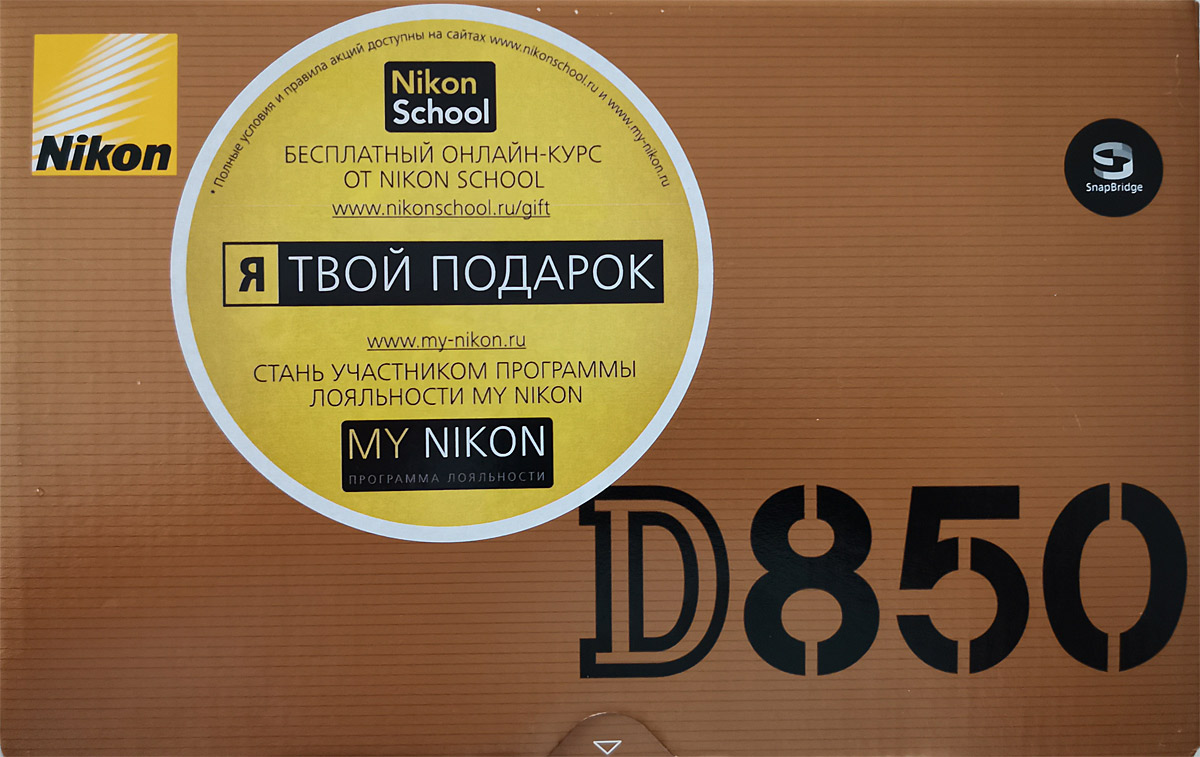 Nikon
* Полные условия и правила акций доступны на сайтах www.nikonschool.ru и www.my-nikon.ru
Nikon
School
БЕСПЛАТНЫЙ ОНЛАЙН-КУРС
ОТ NIKON SCHOOL
www.nikonschool.ru/gift
Я ТВОЙ ПОДАРОК
www.my-nikon.ru
СТАНЬ УЧАСТНИКОМ ПРОГРАММЫ
ЛОЯЛЬНОСТИ MY NIKON
MY NIKON
ПРОГРАММА ЛОЯЛЬНОСТИ
SnapBridge
D850